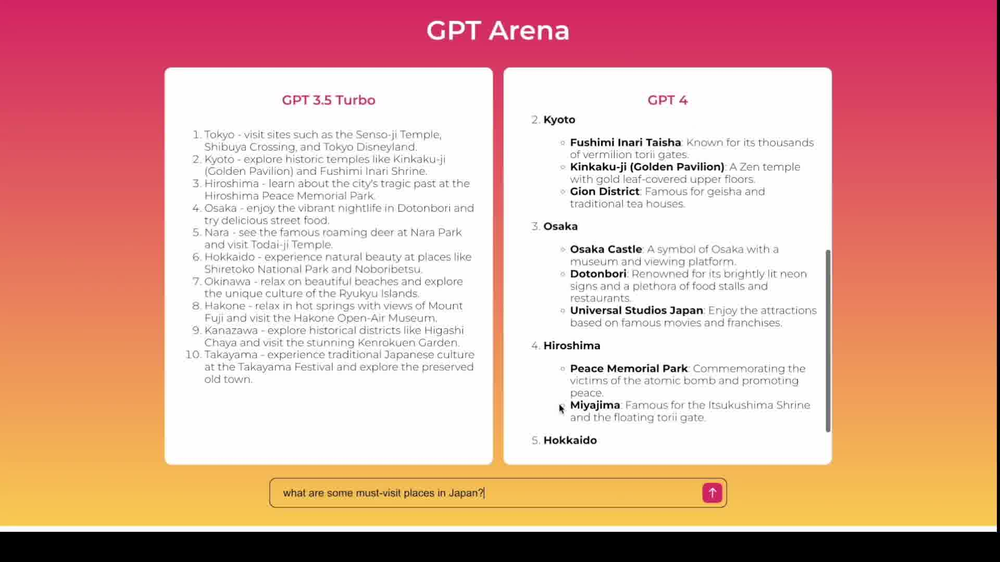 GPT Arena
GPT 3.5 Turbo
1. Tokyo - visit sites such as the Senso-ji Temple,
Shibuya Crossing, and Tokyo Disneyland.
2. Kyoto - explore historic temples like Kinkaku-ji
(Golden Pavilion) and Fushimi Inari Shrine.
3. Hiroshima - learn about the city's tragic past at the
Hiroshima Peace Memorial Park.
4. Osaka - enjoy the vibrant nightlife in Dotonbori and
try delicious street food.
5. Nara - see the famous roaming deer at Nara Park
and visit Todai-ji Temple.
6. Hokkaido - experience natural beauty at places like
Shiretoko National Park and Noboribetsu.
7. Okinawa - relax on beautiful beaches and explore
the unique culture of the Ryukyu Islands.
8. Hakone - relax in hot springs with views of Mount
Fuji and visit the Hakone Open-Air Museum.
9. Kanazawa - explore historical districts like Higashi
Chaya and visit the stunning Kenrokuen Garden.
10. Takayama - experience traditional Japanese culture
at the Takayama Festival and explore the preserved
old town.
GPT 4
2. Kyoto
Fushimi Inari Taisha: Known for its thousands
of vermilion torii gates.
Kinkaku-ji (Golden Pavilion): A Zen temple
with gold leaf-covered upper floors.
Gion District: Famous for geisha and
traditional tea houses.
3. Osaka
Osaka Castle: A symbol of Osaka with a
museum and viewing platform.
Dotonbori: Renowned for its brightly lit neon
signs and a plethora of food stalls and
restaurants.
Universal Studios Japan: Enjoy the attractions
based on famous movies and franchises.
4. Hiroshima
Peace Memorial Park: Commemorating the
victims of the atomic bomb and promoting
peace.
Miyajima: Famous for the Itsukushima Shrine
and the floating torii gate.
5. Hokkaido
what are some must-visit places in Japan?